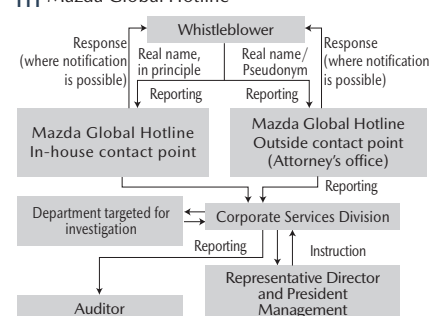 Mazda Global Hotline
Whistleblower
Response
(where notification
is possible)
Real name,
in principle
Real name/
Pseudonym
Response
(where notification
is possible)
Reporting
Reporting
Mazda Global Hotline
In-house contact point
Mazda Global Hotline
Outside contact point
(Attorney's office)
Reporting
Department targeted for
investigation
Corporate Services Division
Reporting
Instruction
Representative Director
and President
Management
Auditor